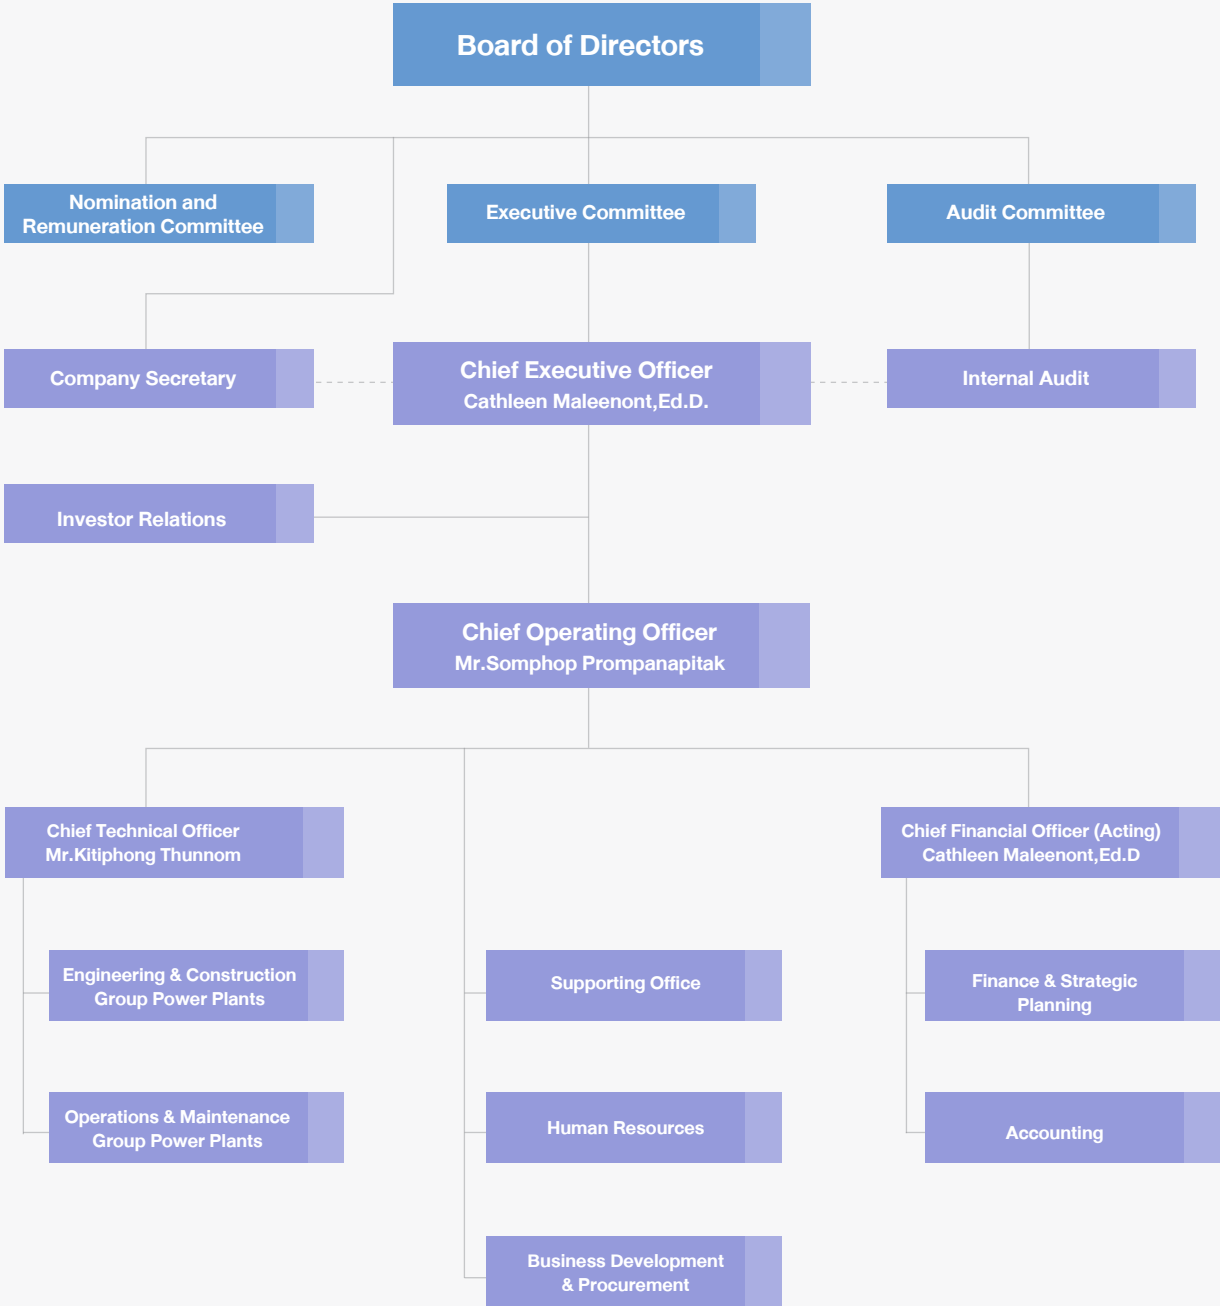 Board of Directors
Nomination and
Remuneration Committee
Executive Committee
Audit Committee
Company Secretary
Chief Executive Officer
Cathleen Maleenont,Ed.D.
Internal Audit
Investor Relations
Chief Operating Officer
Mr.Somphop Prompanapitak
Chief Technical Officer
Mr.Kitiphong Thunnom
Chief Financial Officer (Acting)
Cathleen Maleenont,Ed.D
Engineering & Construction
Group Power Plants
Supporting Office
Finance & Strategic
Planning
Operations & Maintenance
Group Power Plants
Human Resources
Accounting
Business Development
& Procurement